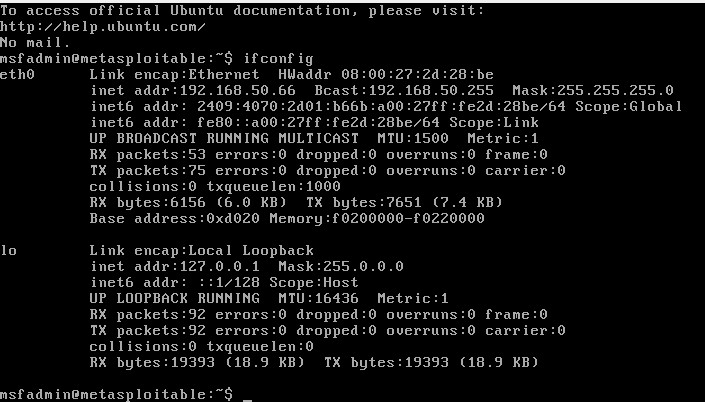 To access official Ubuntu documentation, please visit:
http://help.ubuntu.com/
No mail.
msfadmin@metasploitable:~$ ifconfig
eth0      Link encap:Ethernet  HWaddr 08:00:27:2d:28:be
          inet addr:192.168.50.66  Bcast:192.168.50.255  Mask:255.255.255.0
          inet6 addr: 2409:4070:2d01:b66b:a00:27ff:fe2d:28be/64 Scope:Global
          inet6 addr: fe80::a00:27ff:fe2d:28be/64 Scope:Link
          UP BROADCAST RUNNING MULTICAST  MTU:1500  Metric:1
          RX packets:53 errors:0 dropped:0 overruns:0 frame:0
          TX packets:75 errors:0 dropped:0 overruns:0 carrier:0
          collisions:0 txqueuelen:1000
          RX bytes:6156 (6.0 KB)  TX bytes:7651 (7.4 KB)
          Base address:0xd020 Memory:f0200000-f0220000
lo        Link encap:Local Loopback
          inet addr:127.0.0.1  Mask:255.0.0.0
          inet6 addr: ::1/128 Scope:Host
          UP LOOPBACK RUNNING  MTU:16436  Metric:1
          RX packets:92 errors:0 dropped:0 overruns:0 frame:0
          TX packets:92 errors:0 dropped:0 overruns:0 carrier:0
          collisions:0 txqueuelen:0
          RX bytes:19393 (18.9 KB)  TX bytes:19393 (18.9 KB)
msfadmin@metasploitable:~$ _